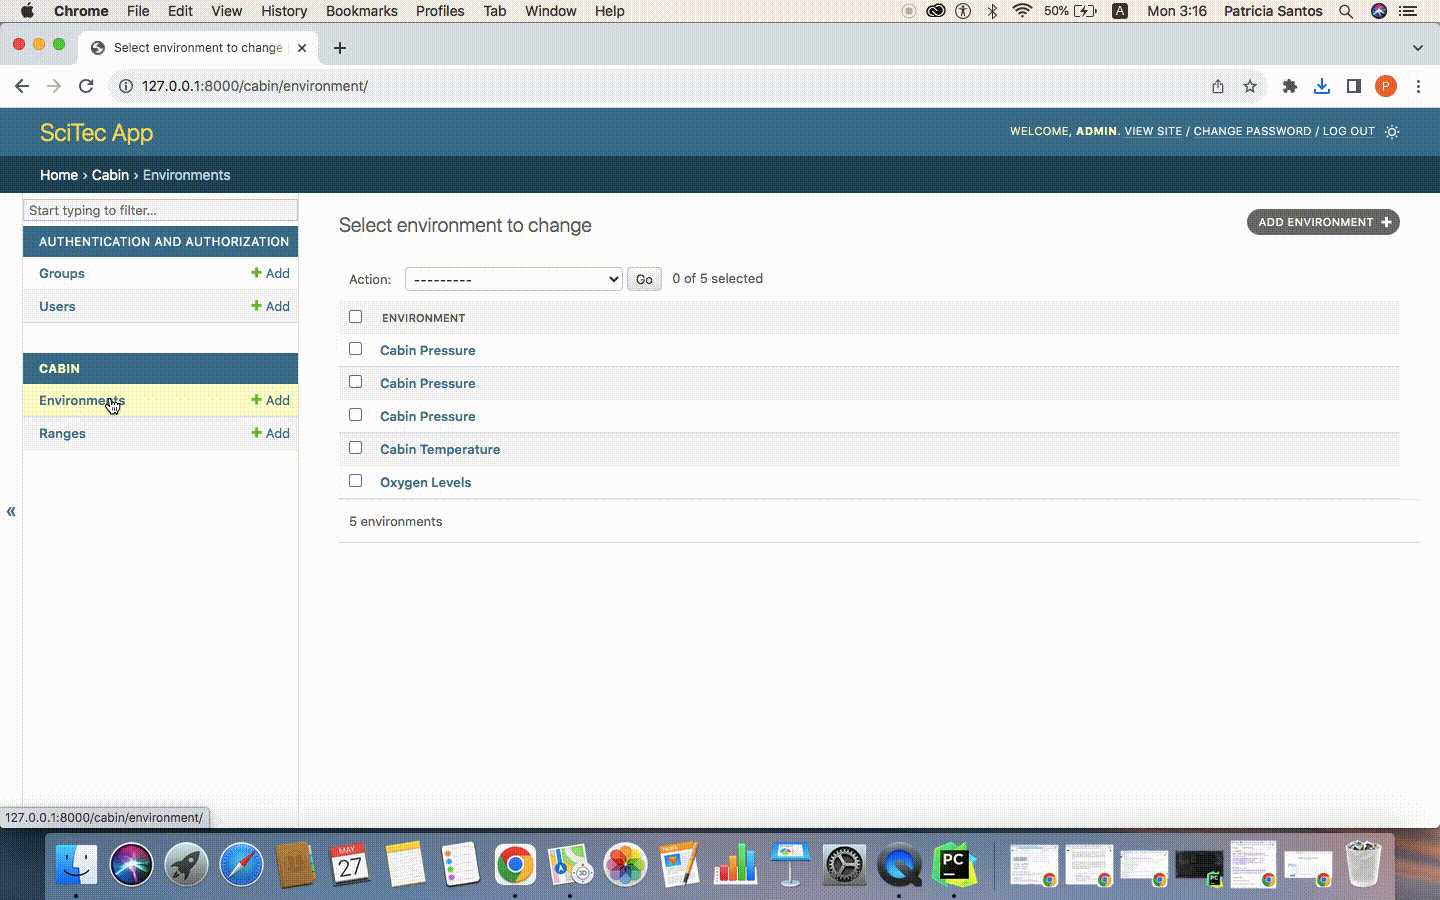 Chrome File Edit View History Bookmarks Profiles Tab Window Help 50% A Mon 3:16 Patricia Santos
Select environment to change
127.0.0.1:8000/cabin/environment/
P
SciTec App
WELCOME, ADMIN. VIEW SITE / CHANGE PASSWORD / LOG OUT
Home › Cabin › Environments
Start typing to filter...
AUTHENTICATION AND AUTHORIZATION
Groups + Add
Users + Add
CABIN
Environments + Add
Ranges + Add
«
Select environment to change
ADD ENVIRONMENT +
Action: --------- Go 0 of 5 selected
ENVIRONMENT
Cabin Pressure
Cabin Pressure
Cabin Pressure
Cabin Temperature
Oxygen Levels
5 environments
127.0.0.1:8000/cabin/environment/
MAY
27
PC